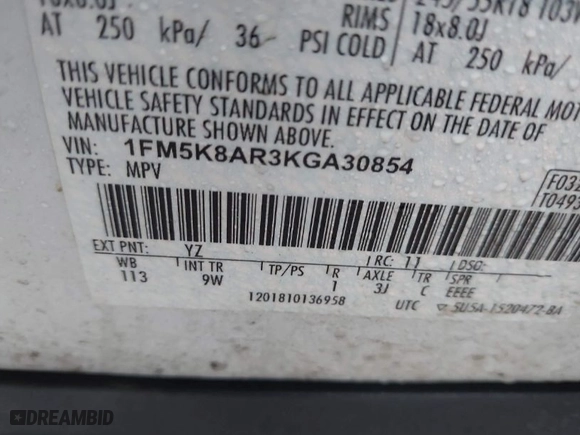 AT 250 kPa/ 36 PSI COLD
RIMS
18x8.0J
AT 250 kPa/
THIS VEHICLE CONFORMS TO ALL APPLICABLE FEDERAL
VEHICLE SAFETY STANDARDS IN EFFECT ON THE DATE OF
MANUFACTURE SHOWN ABOVE.
VIN: 1FM5K8AR3KGA30854
TYPE: MPV
EXT PNT: YZ RC: 11 DSO:
WB INT TR TP/PS R AXLE TR SPR
113 9W 1 3J C EEEE
1201810136958
UTC
DREAMBID